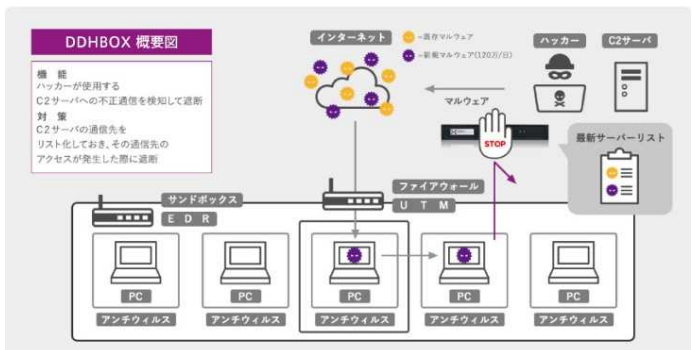 DDHBOX 概要図
機 能
ハッカーが使用する
C2サーバへの不正通信を検知して遮断
対 策
C2サーバの通信先を
リスト化しておき、その通信先の
アクセスが発生した際に遮断
インターネット
=既存マルウェア
=新種マルウェア(120万/日)
ハッカー
C2サーバ
マルウェア
STOP
最新サーバーリスト
サンドボックス
EDR
ファイアウォール
UTM
PC
PC
PC
PC
PC
アンチウィルス
アンチウィルス
アンチウィルス
アンチウィルス
アンチウィルス